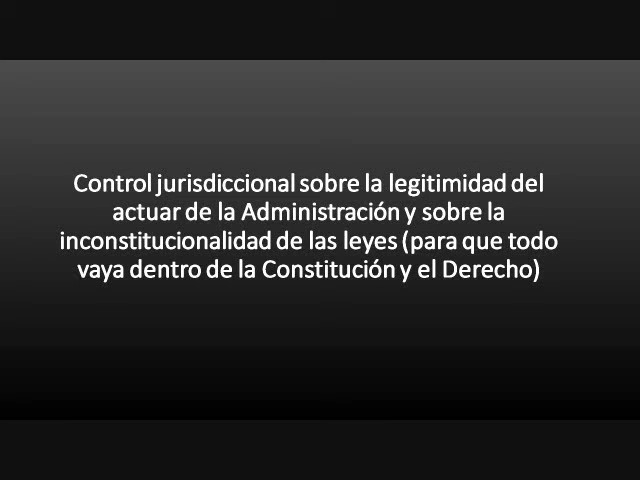 Control jurisdiccional sobre la legitimidad del
actuar de la Administración y sobre la
inconstitucionalidad de las leyes (para que todo
vaya dentro de la Constitución y el Derecho)